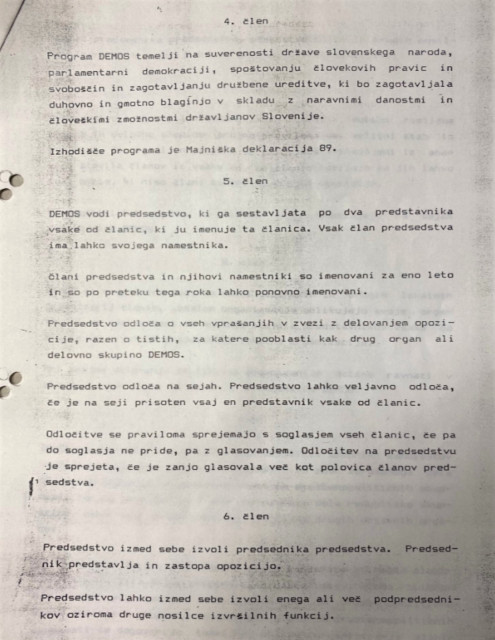 4. člen
Program DEMOS temelji na suverenosti države slovenskega naroda,
parlamentarni demokraciji, spoštovanju človekovih pravic in
svoboščin in zagotavljanju družbene ureditve, ki bo zagotavljala
duhovno in gmotno blaginjo v skladu z naravnimi danostmi in
človeškimi zmožnostmi državljanov Slovenije.
Izhodišče programa je Majniška deklaracija 89.
5. člen
DEMOS vodi predsedstvo, ki ga sestavljata po dva predstavnika
vsake od članic, ki ju imenuje ta članica. Vsak član predsedstva
ima lahko svojega namestnika.
Člani predsedstva in njihovi namestniki so imenovani za eno leto
in so po preteku tega roka lahko ponovno imenovani.
Predsedstvo odloča o vseh vprašanjih v zvezi z delovanjem opozi-
cije, razen o tistih, za katere pooblasti kak drug organ ali
delovno skupino DEMOS.
Predsedstvo odloča na sejah. Predsedstvo lahko veljavno odloča,
če je na seji prisoten vsaj en predstavnik vsake od članic.
Odločitve se praviloma sprejemajo s soglasjem vseh članic, če pa
do soglasja ne pride, pa z glasovanjem. Odločitev na predsedstvu
je sprejeta, če je zanjo glasovala več kot polovica članov pred-
sedstva.
6. člen
Predsedstvo izmed sebe izvoli predsednika predsedstva. Predsed-
nik predstavlja in zastopa opozicijo.
Predsedstvo lahko izmed sebe izvoli enega ali več podpredsedni-
kov oziroma druge nosilce izvršilnih funkcij.